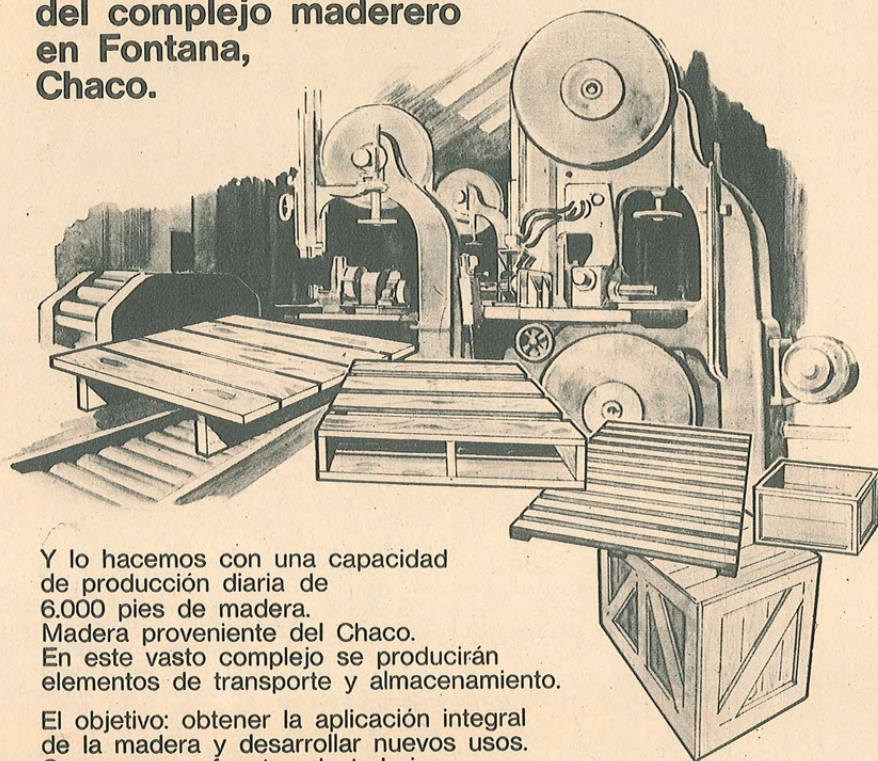 del complejo maderero
en Fontana,
Chaco.
Y lo hacemos con una capacidad
de producción diaria de
6.000 pies de madera.
Madera proveniente del Chaco.
En este vasto complejo se producirán
elementos de transporte y almacenamiento.
El objetivo: obtener la aplicación integral
de la madera y desarrollar nuevos usos.